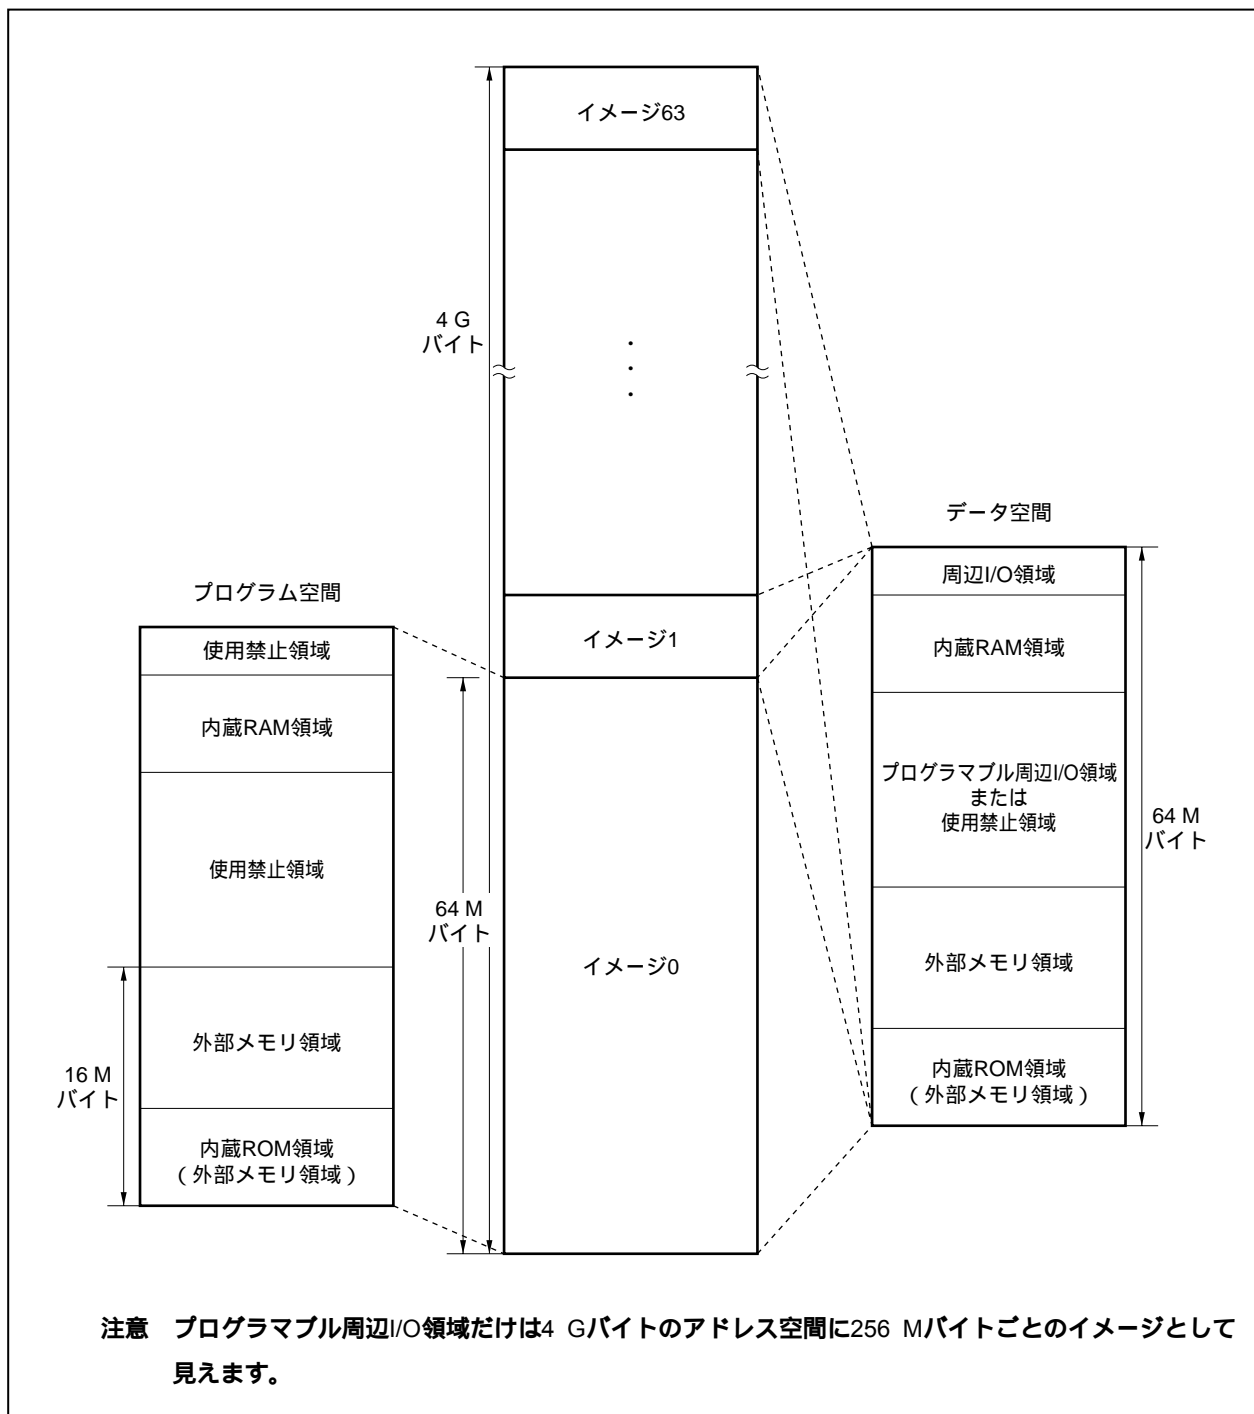 イメージ63
4 G
バイト
・
・
・
データ空間
周辺I/O領域
プログラム空間
イメージ1
使用禁止領域
内蔵RAM領域
内蔵RAM領域
プログラマブル周辺I/O領域
または
使用禁止領域
64 M
バイト
使用禁止領域
64 M
バイト
イメージ0
外部メモリ領域
外部メモリ領域
16 M
バイト
内蔵ROM領域
（外部メモリ領域）
内蔵ROM領域
（外部メモリ領域）
注意 プログラマブル周辺I/O領域だけは4 Gバイトのアドレス空間に256 Mバイトごとのイメージとして
見えます。